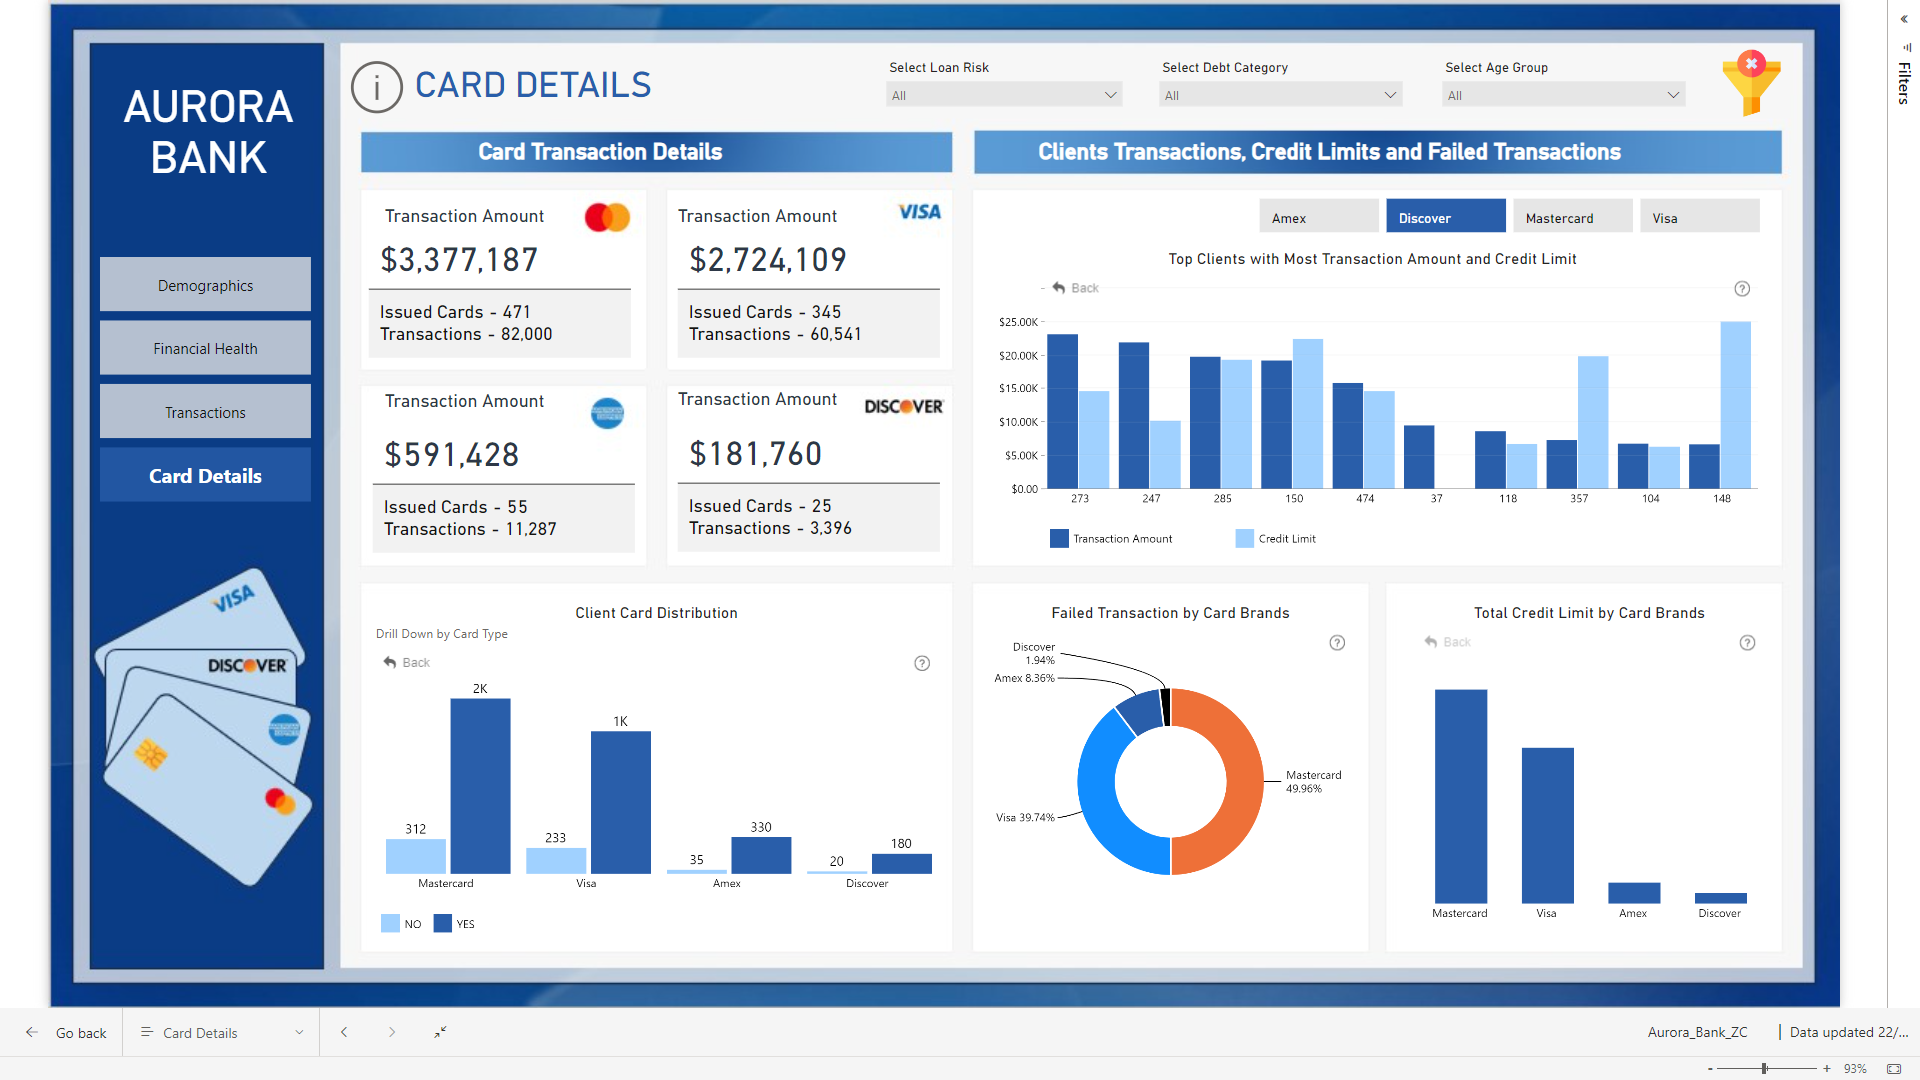 AURORA
BANK
Demographics
Financial Health
Transactions
Card Details
VISA
DISCOVER
CARD DETAILS
Select Loan Risk
All
Select Debt Category
All
Select Age Group
All
Filters
Card Transaction Details
Transaction Amount
$3,377,187
Issued Cards - 471
Transactions - 82,000
Transaction Amount
VISA
$2,724,109
Issued Cards - 345
Transactions - 60,541
Transaction Amount
$591,428
Issued Cards - 55
Transactions - 11,287
Transaction Amount
DISCOVER
$181,760
Issued Cards - 25
Transactions - 3,396
Clients Transactions, Credit Limits and Failed Transactions
Amex
Discover
Mastercard
Visa
Top Clients with Most Transaction Amount and Credit Limit
Back
$25.00K
$20.00K
$15.00K
$10.00K
$5.00K
$0.00
273 247 285 150 474 37 118 357 104 148
Transaction Amount
Credit Limit
Client Card Distribution
Drill Down by Card Type
Back
2K
1K
312
233
35
330
20
180
Mastercard Visa Amex Discover
NO YES
Failed Transaction by Card Brands
Discover
1.94%
Amex 8.36%
Mastercard
49.96%
Visa 39.74%
Total Credit Limit by Card Brands
Back
Mastercard Visa Amex Discover
Go back
Card Details
Aurora_Bank_ZC
Data updated 22/...
- + 93%